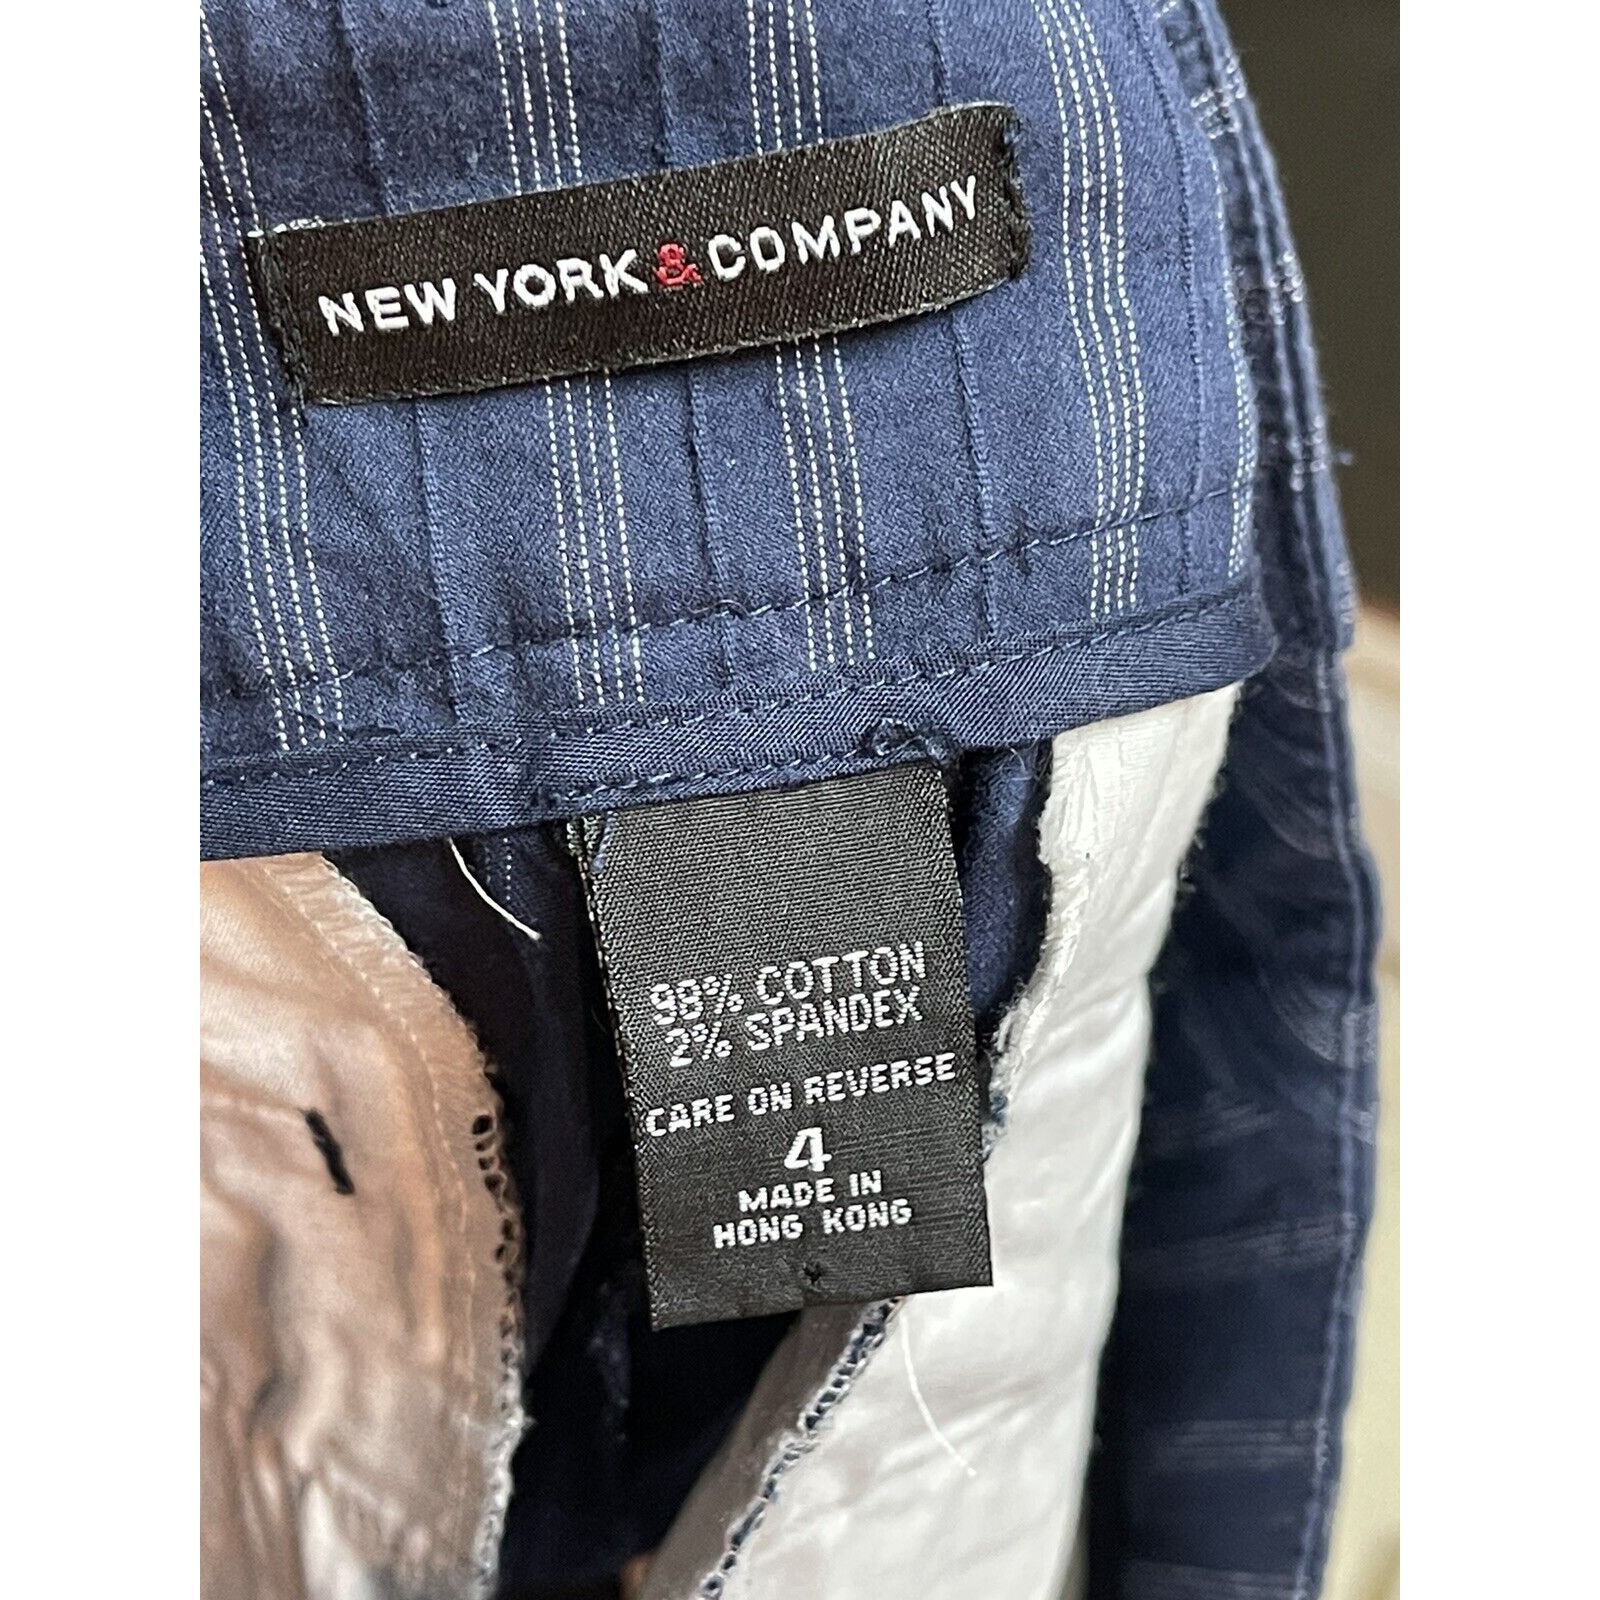 NEW YORK & COMPANY
98% COTTON
2% SPANDEX
CARE ON REVERSE
4
MADE IN
HONG KONG